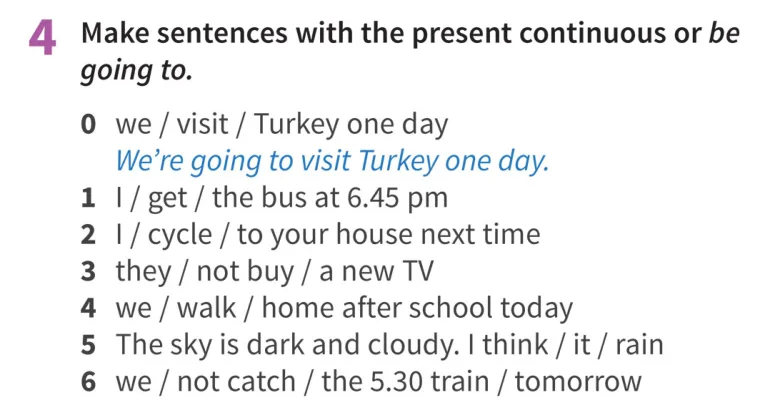 4 Make sentences with the present continuous or be
going to.
0 we / visit / Turkey one day
We’re going to visit Turkey one day.
1 I / get / the bus at 6.45 pm
2 I / cycle / to your house next time
3 they / not buy / a new TV
4 we / walk / home after school today
5 The sky is dark and cloudy. I think / it / rain
6 we / not catch / the 5.30 train / tomorrow